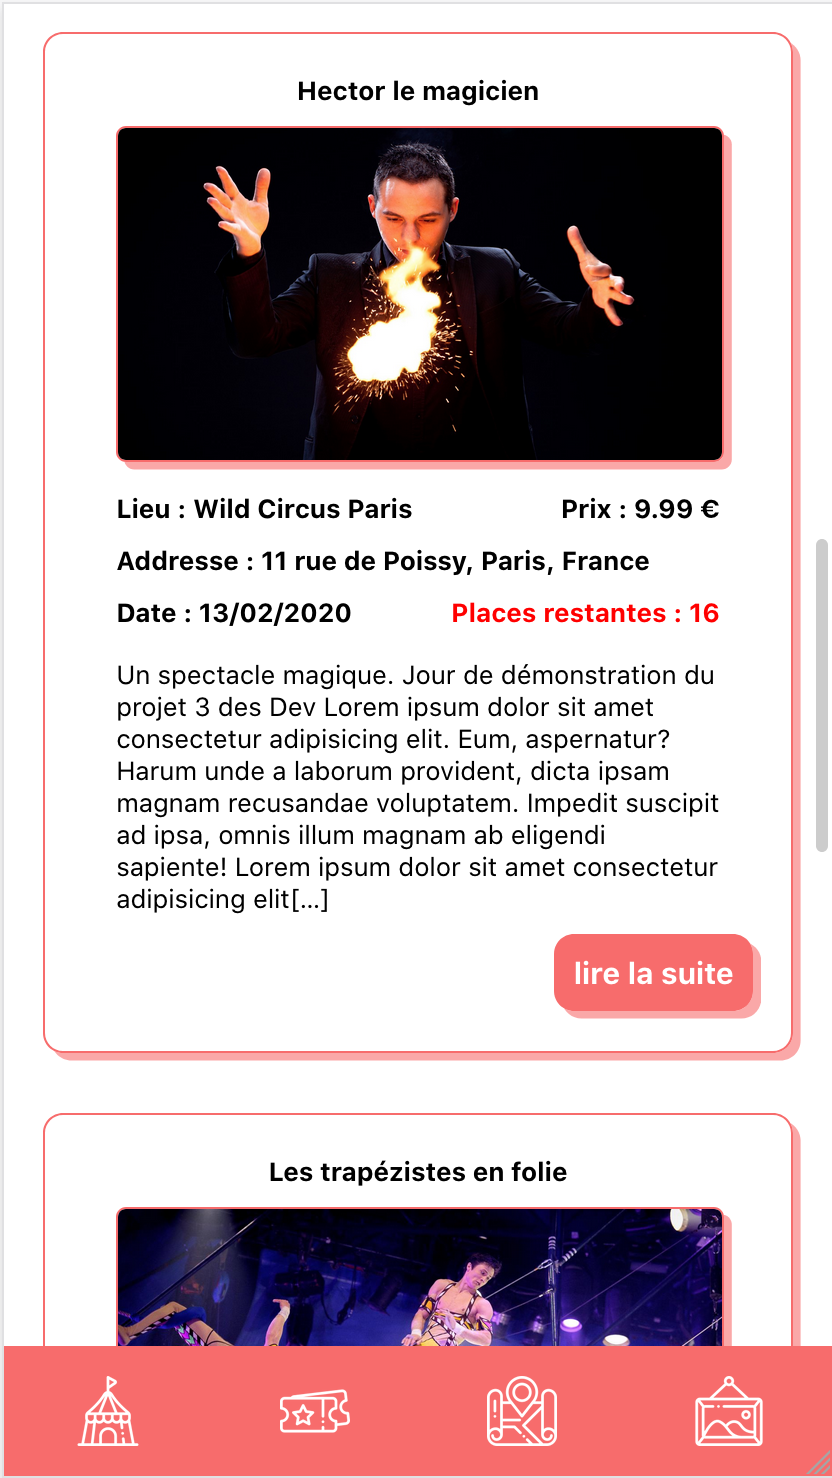 Hector le magicien
Lieu : Wild Circus Paris Prix : 9.99 €
Addresse : 11 rue de Poissy, Paris, France
Date : 13/02/2020 Places restantes : 16
Un spectacle magique. Jour de démonstration du
projet 3 des Dev Lorem ipsum dolor sit amet
consectetur adipisicing elit. Eum, aspernatur?
Harum unde a laborum provident, dicta ipsam
magnam recusandae voluptatem. Impedit suscipit
ad ipsa, omnis illum magnam ab eligendi
sapiente! Lorem ipsum dolor sit amet consectetur
adipisicing elit[...]
lire la suite
Les trapézistes en folie